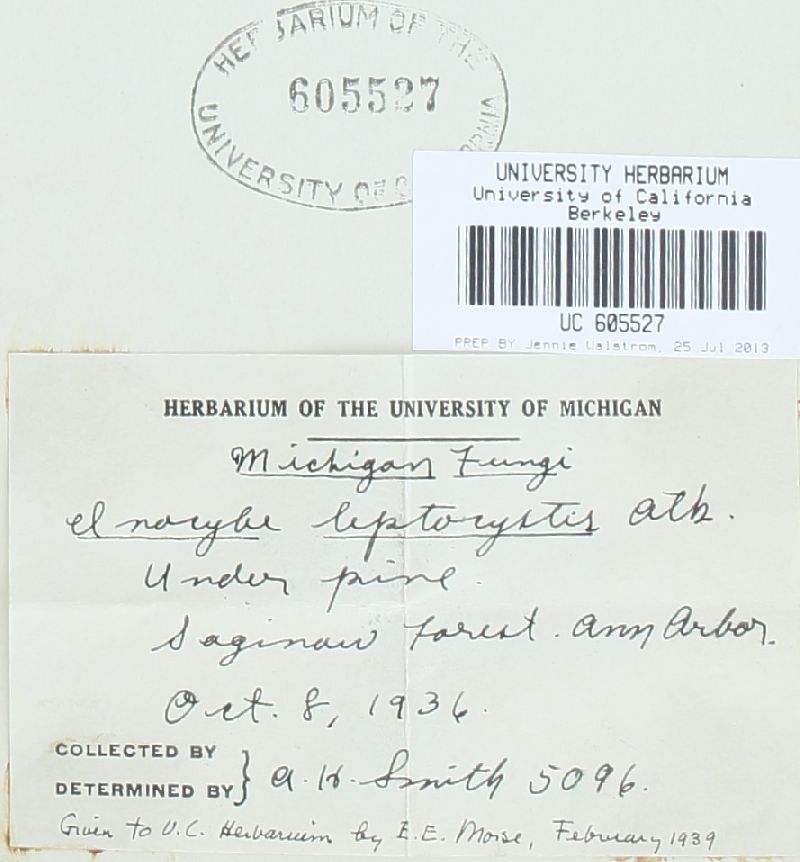 HERBARIUM OF THE
605527
UNIVERSITY OF CALIFORNIA
UNIVERSITY HERBARIUM
University of California
Berkeley
UC 605527
PREP BY Jennie Walstrom, 25 Jul 2013
HERBARIUM OF THE UNIVERSITY OF MICHIGAN
Michigan Fungi
Inocybe leptocystis Atk.
Under pine.
Saginaw Forest. Ann Arbor.
Oct. 8, 1936.
COLLECTED BY
DETERMINED BY } A. H. Smith 5096.
Given to U.C. Herbarium by E.E. Morse, February 1939